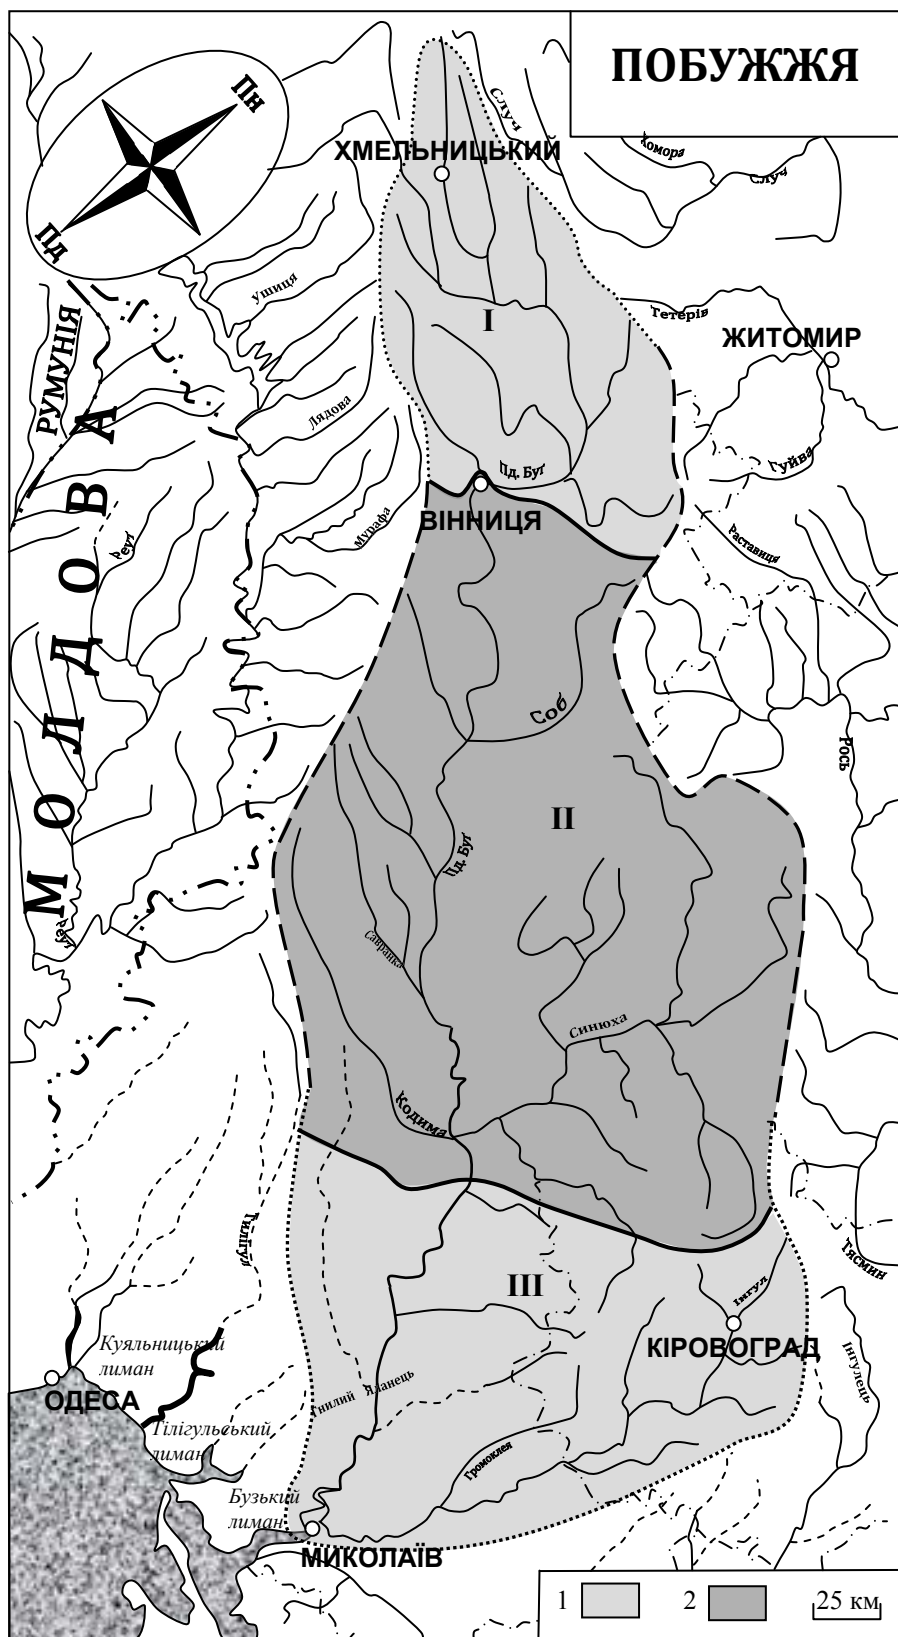 ПОБУЖЖЯ
Пн
Пд
Случ
Хомора
Случ
ХМЕЛЬНИЦЬКИЙ
Ушиця
РУМУНІЯ
I
Тетерів
ЖИТОМИР
Лядова
Гуйва
Пд. Буг
ВІННИЦЯ
Мурафа
Раставиця
Реут
МОЛДОВА
Соб
Рось
II
Пд. Буг
Савранка
Реут
Синюха
Кодима
Тилігул
Тясмин
III
Інгул
КІРОВОГРАД
Інгулець
Куяльницький
лиман
ОДЕСА
Гнилий Яланець
Тілігульський
лиман
Громоклея
Бузький
лиман
МИКОЛАЇВ
1
2
25 км